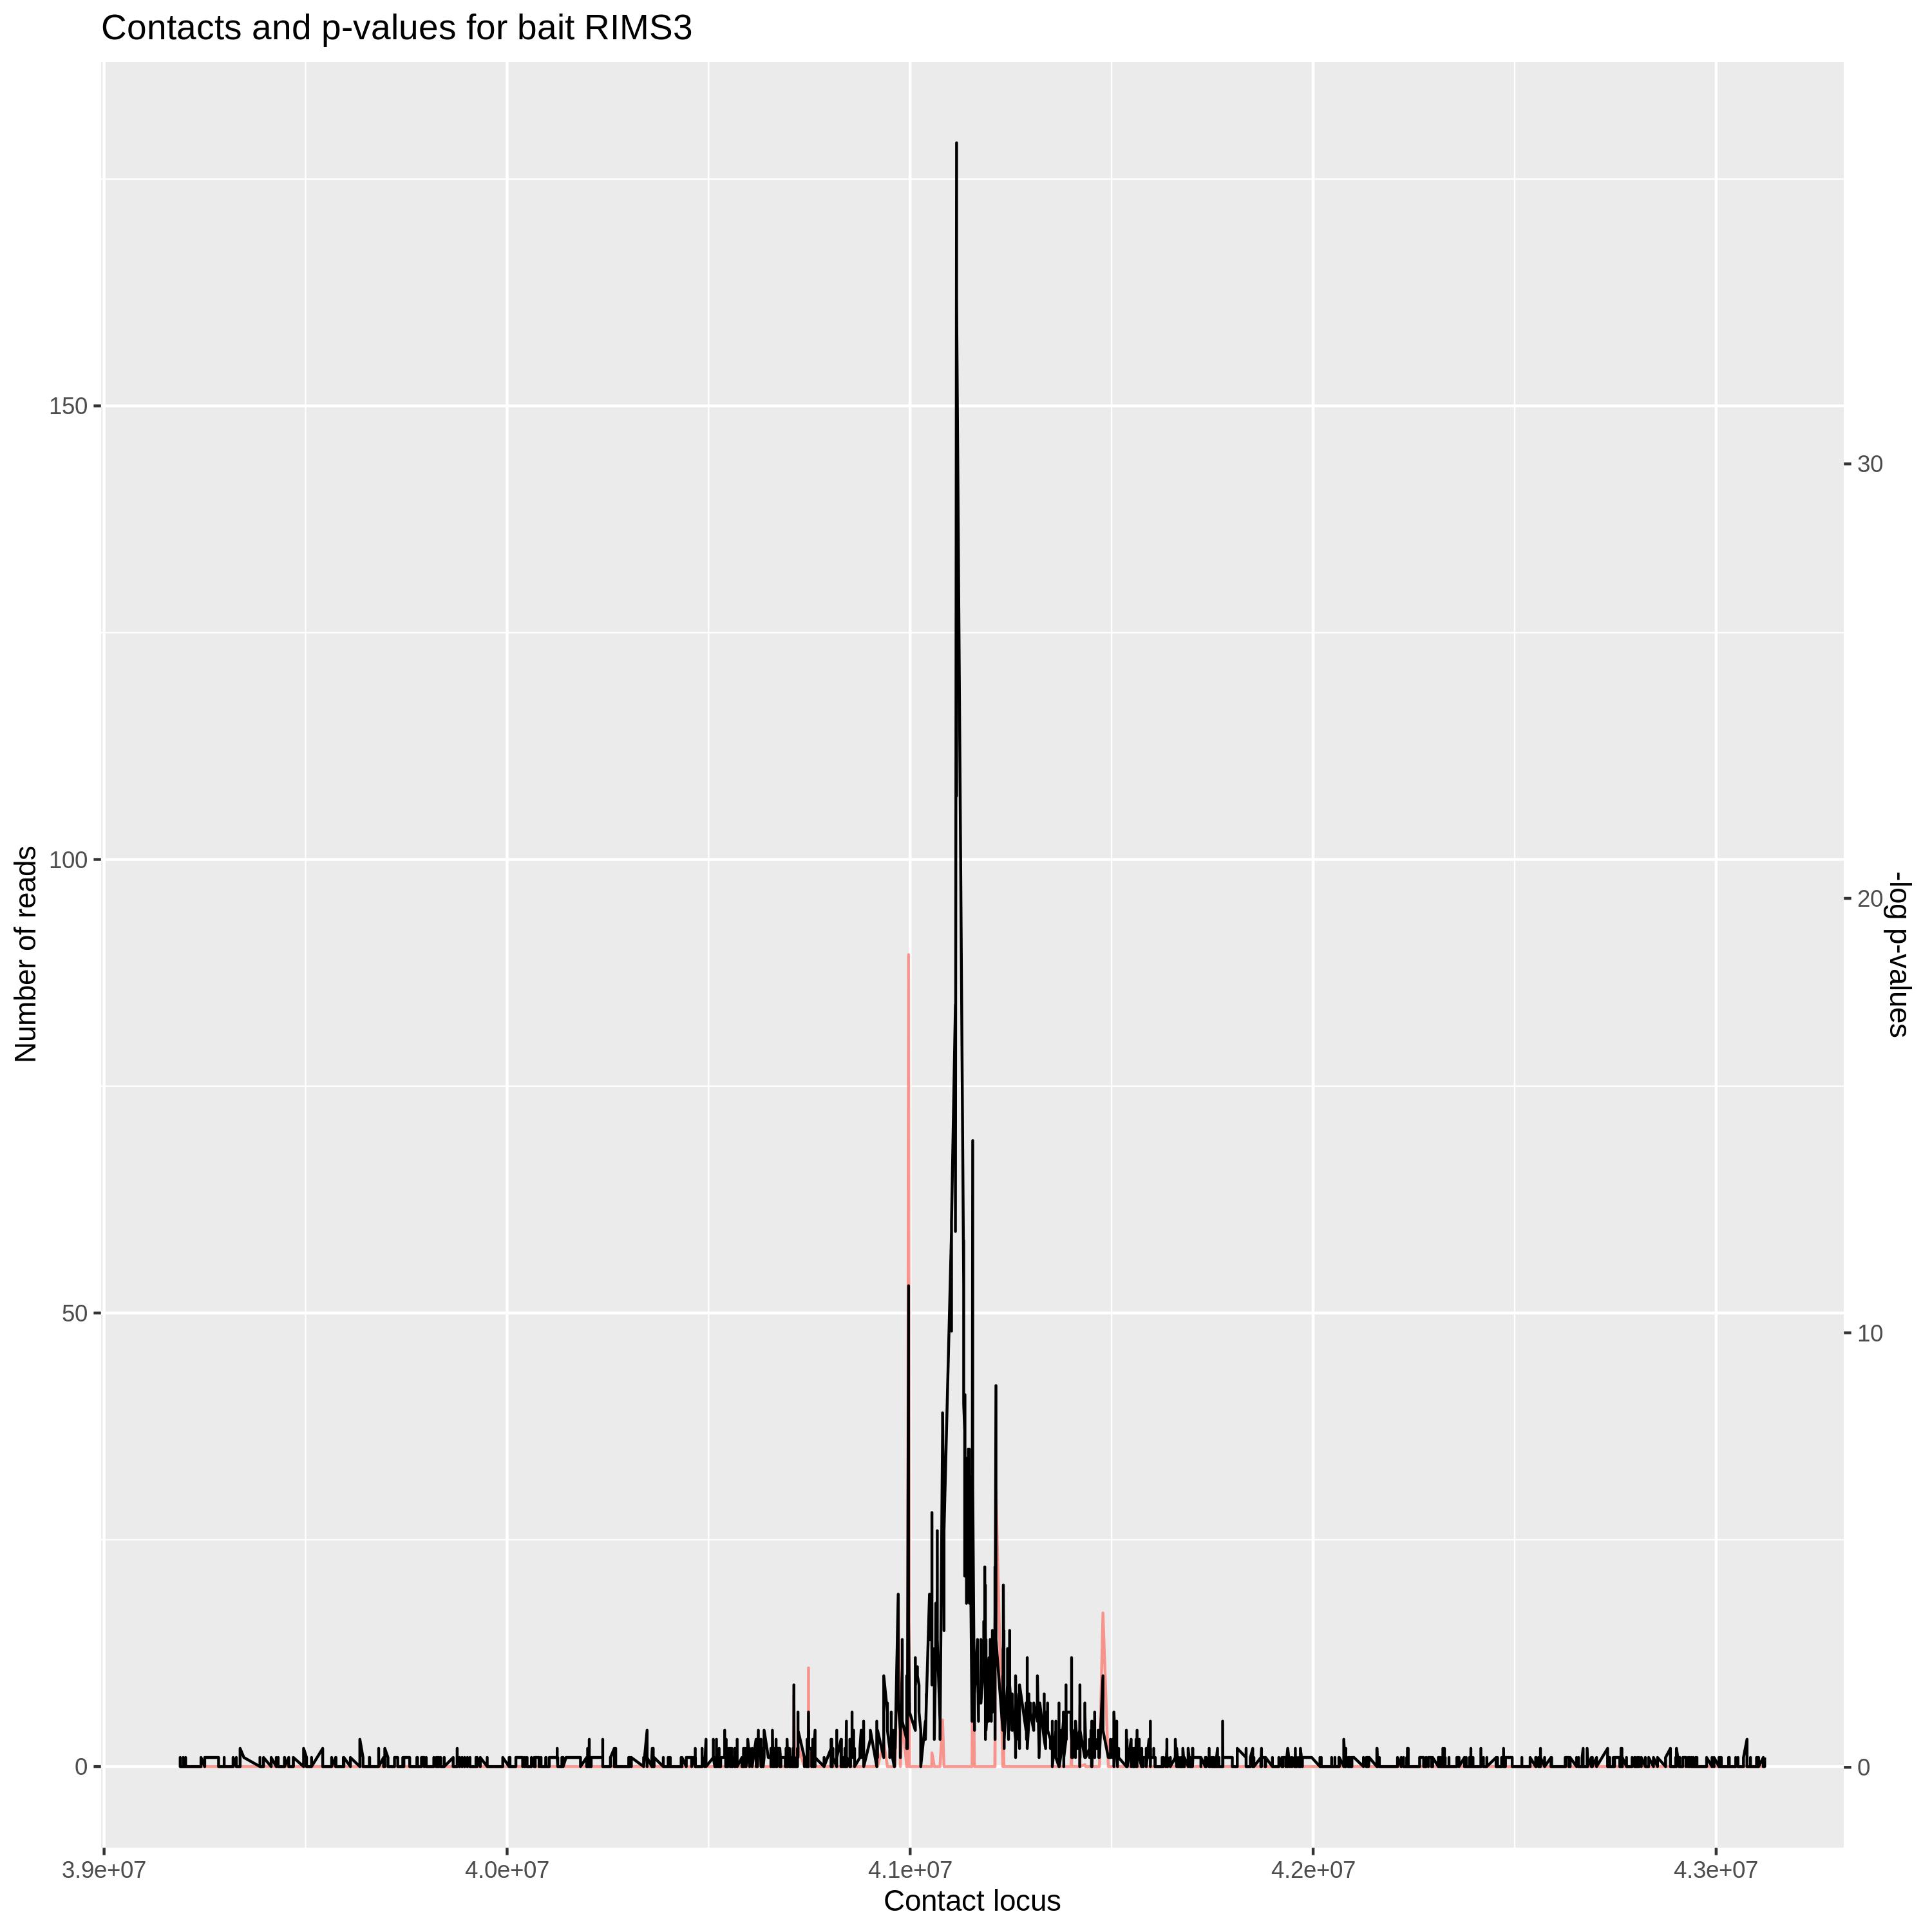 Contacts and p-values for bait RIMS3
150
100
50
0
30
20
10
0
Number of reads
-log p-values
3.9e+07 4.0e+07 4.1e+07 4.2e+07 4.3e+07
Contact locus